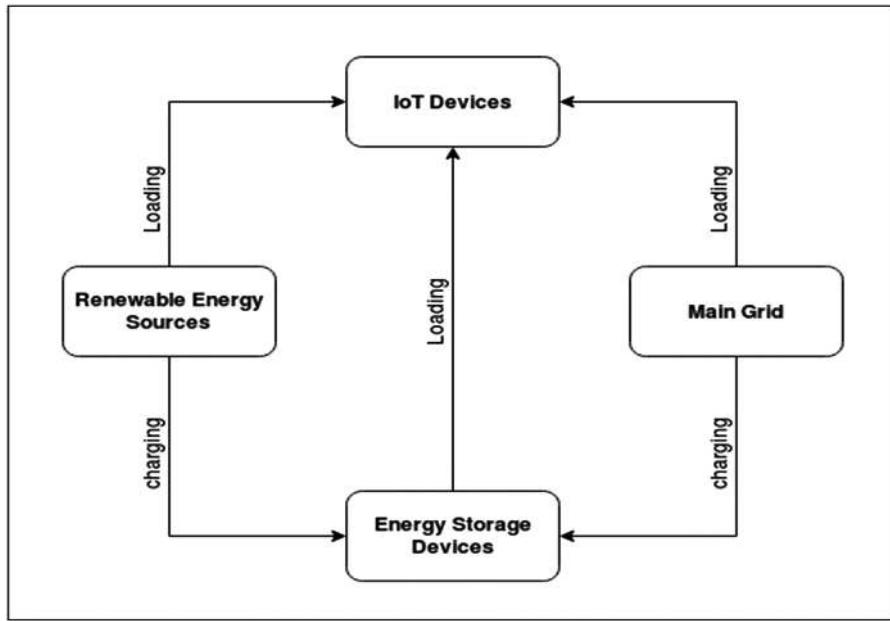 IoT Devices
Loading
Loading
Loading
Renewable Energy
Sources
Main Grid
charging
charging
Energy Storage
Devices